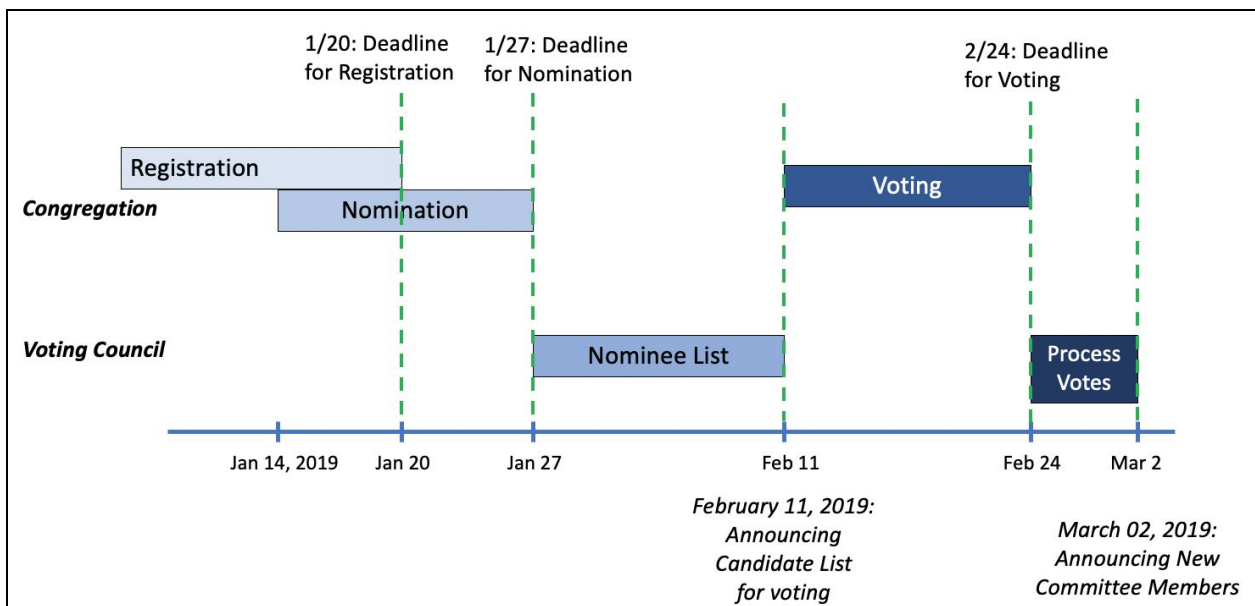 1/20: Deadline
for Registration
1/27: Deadline
for Nomination
2/24: Deadline
for Voting
Registration
Congregation
Nomination
Voting
Voting Council
Nominee List
Process
Votes
Jan 14, 2019
Jan 20
Jan 27
Feb 11
Feb 24
Mar 2
February 11, 2019:
Announcing
Candidate List
for voting
March 02, 2019:
Announcing New
Committee Members